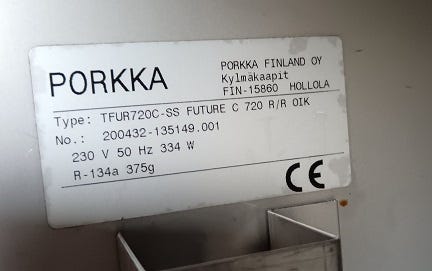 PORKKA
PORKKA FINLAND OY
Kylmäkaapit
FIN-15860 HOLLOLA
Type: TFUR720C-SS FUTURE C 720 R/R OIK
No.: 200432-135149.001
230 V 50 Hz 334 W
R-134a 375g
CE